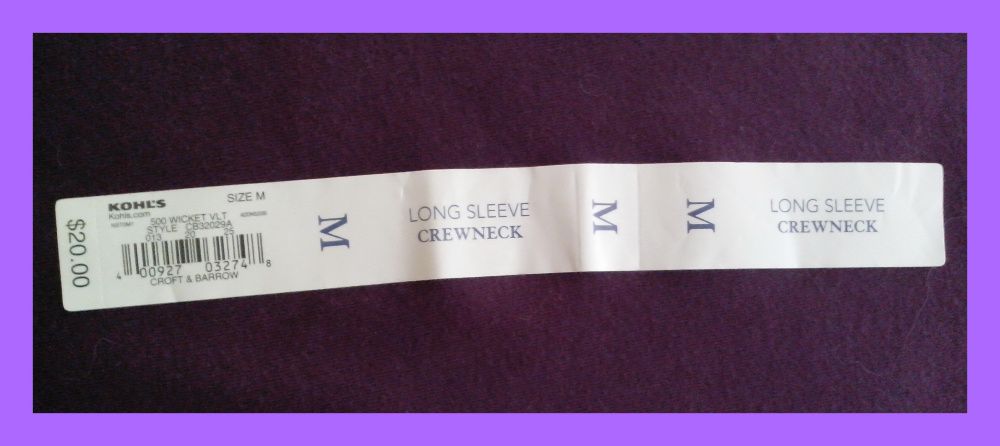 $20.00
KOHL'S
SIZE M
Kohls.com
500 WICKET VLT
STYLE CB32029A
013 20 25
4 00927 03274 8
CROFT & BARROW
M
LONG SLEEVE
CREWNECK
M
M
LONG SLEEVE
CREWNECK